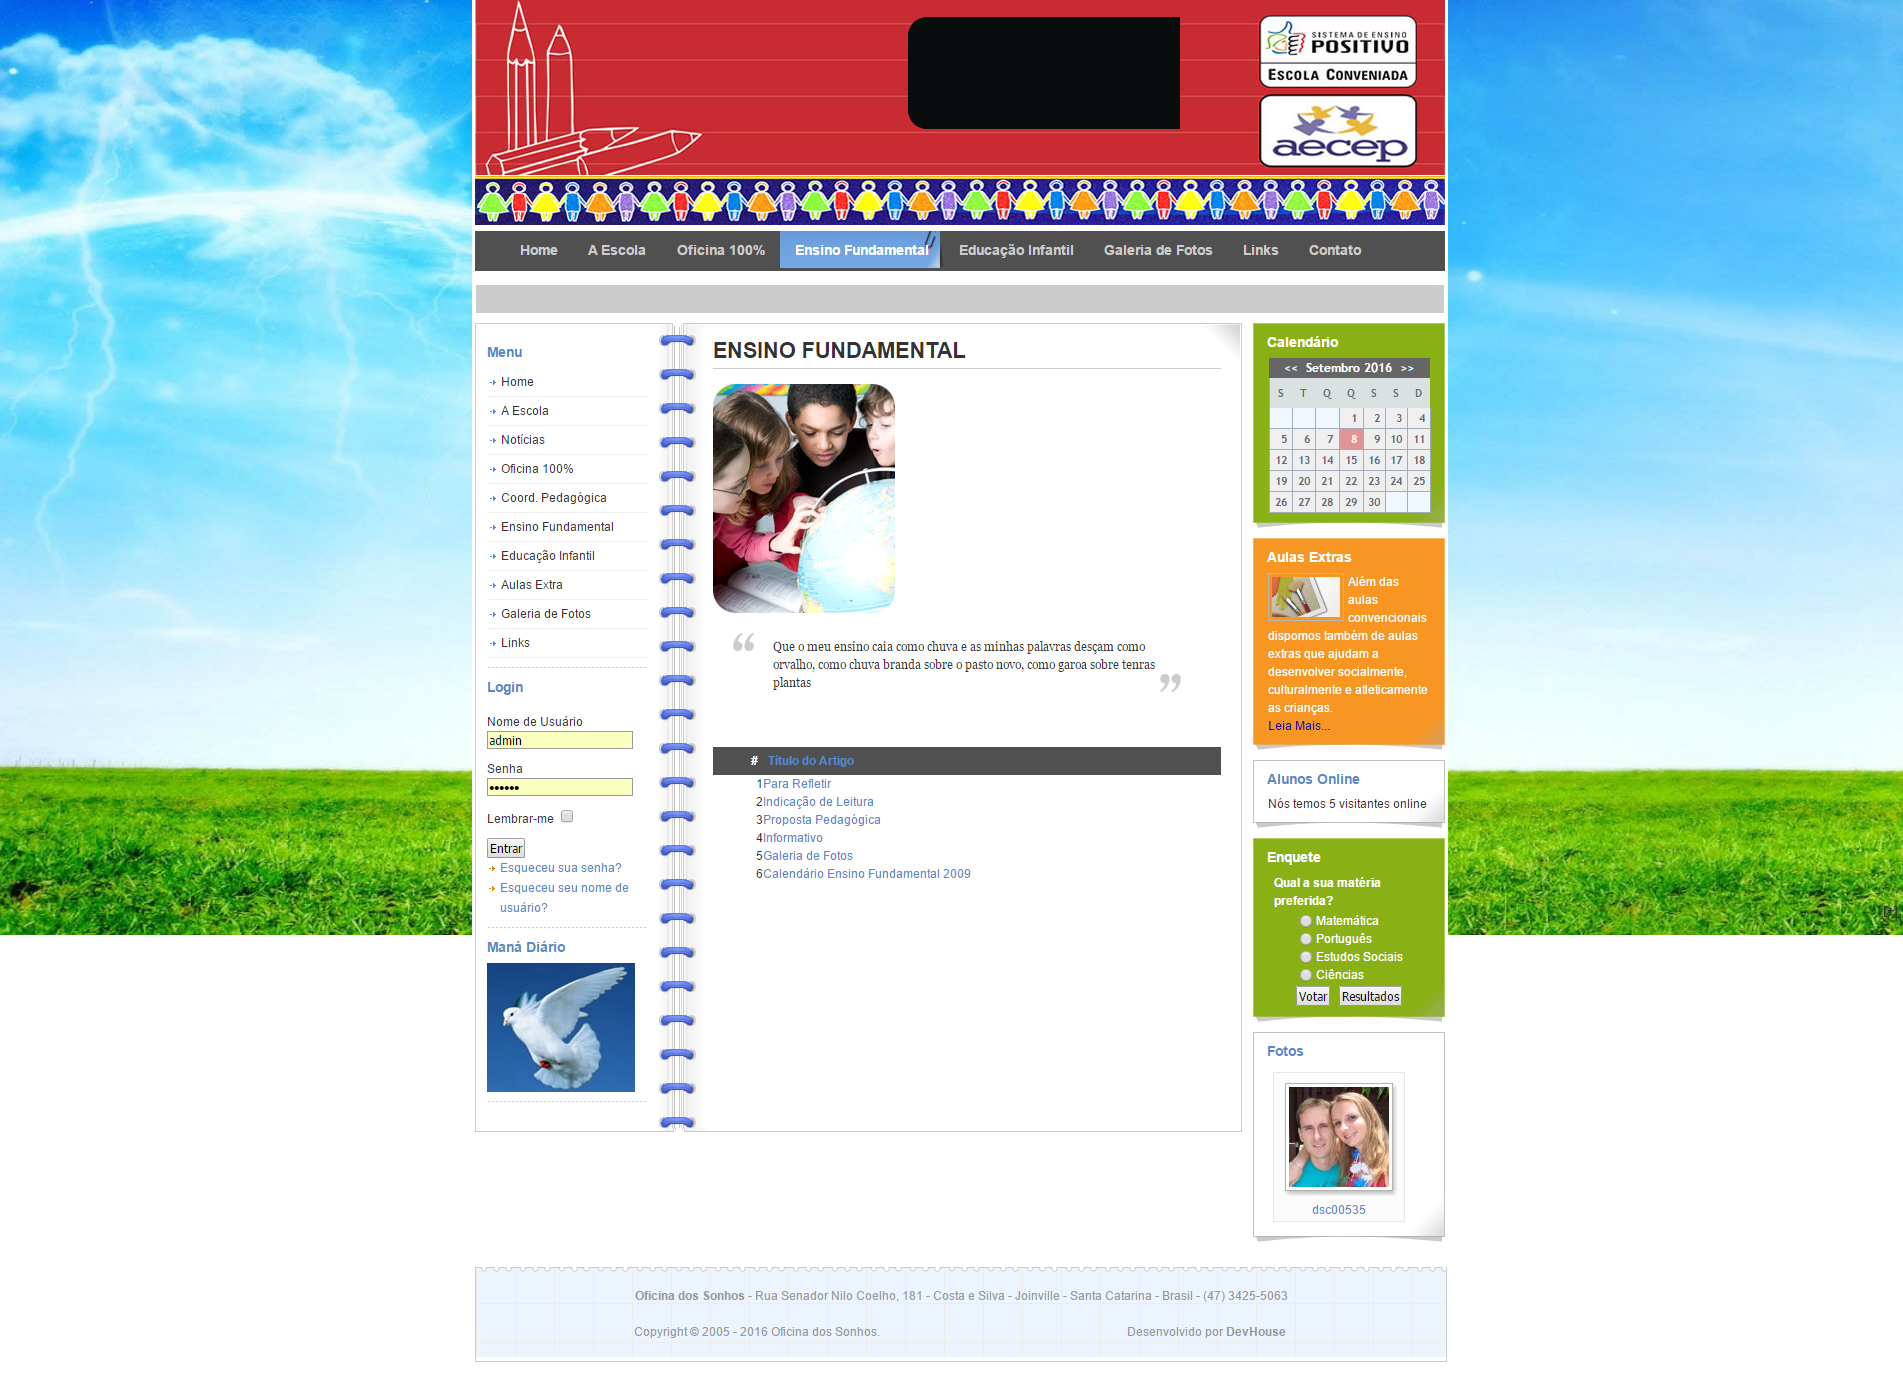 SISTEMA DE ENSINO
POSITIVO
ESCOLA CONVENIADA
aecep
Home A Escola Oficina 100% Ensino Fundamental Educação Infantil Galeria de Fotos Links Contato
Menu
Home
A Escola
Notícias
Oficina 100%
Coord. Pedagógica
Ensino Fundamental
Educação Infantil
Aulas Extra
Galeria de Fotos
Links
Login
Nome de Usuário
admin
Senha
••••••
Lembrar-me
Entrar
Esqueceu sua senha?
Esqueceu seu nome de
usuário?
Maná Diário
ENSINO FUNDAMENTAL
“ Que o meu ensino caia como chuva e as minhas palavras desçam como
orvalho, como chuva branda sobre o pasto novo, como garoa sobre tenras
plantas ”
# Título do Artigo
1 Para Refletir
2 Indicação de Leitura
3 Proposta Pedagógica
4 Informativo
5 Galeria de Fotos
6 Calendário Ensino Fundamental 2009
Calendário
<< Setembro 2016 >>
S T Q Q S S D
1 2 3 4
5 6 7 8 9 10 11
12 13 14 15 16 17 18
19 20 21 22 23 24 25
26 27 28 29 30
Aulas Extras
Além das
aulas
convencionais
dispomos também de aulas
extras que ajudam a
desenvolver socialmente,
culturalmente e atleticamente
as crianças.
Leia Mais...
Alunos Online
Nós temos 5 visitantes online
Enquete
Qual a sua matéria
preferida?
Matemática
Português
Estudos Sociais
Ciências
Votar Resultados
Fotos
dsc00535
Oficina dos Sonhos - Rua Senador Nilo Coelho, 181 - Costa e Silva - Joinville - Santa Catarina - Brasil - (47) 3425-5063
Copyright © 2005 - 2016 Oficina dos Sonhos. Desenvolvido por DevHouse